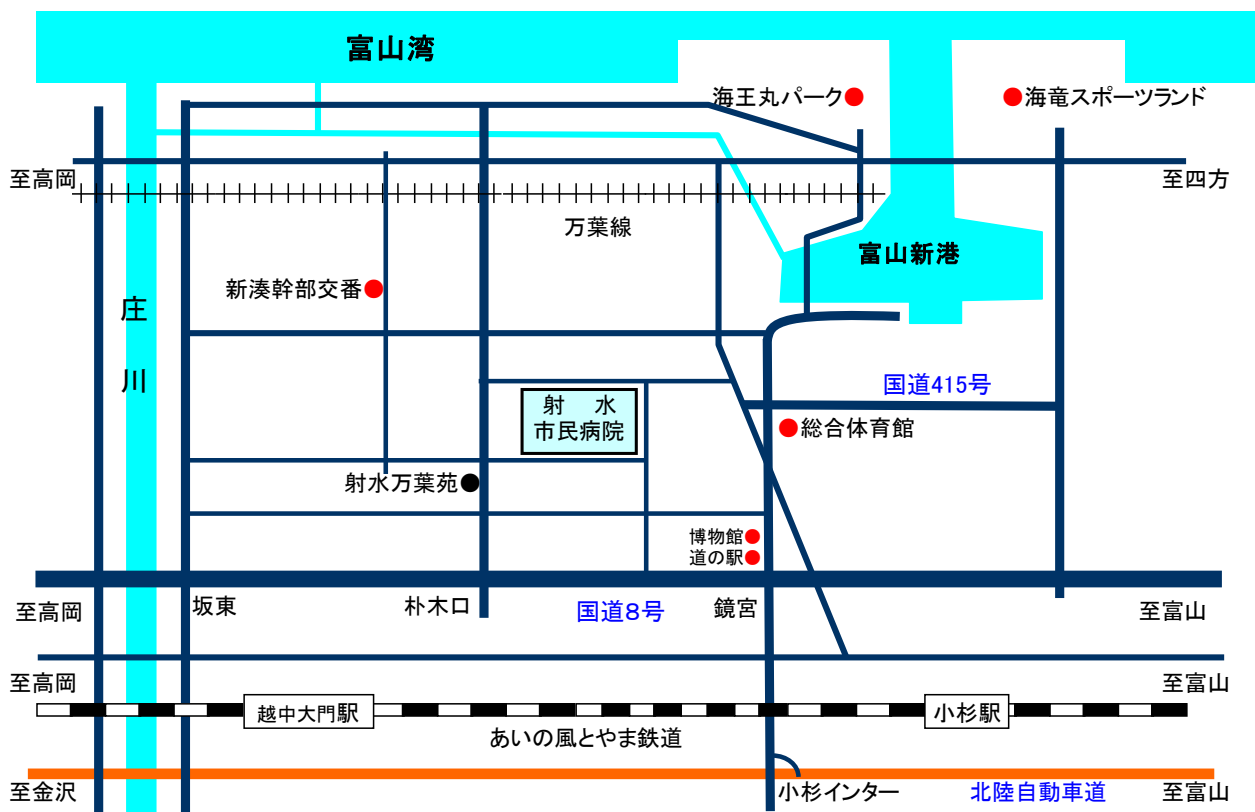 富山湾
海王丸パーク
海竜スポーツランド
至高岡
至四方
万葉線
富山新港
新湊幹部交番
庄
川
国道415号
射　水
市民病院
総合体育館
射水万葉苑
博物館
道の駅
至高岡
坂東
朴木口
国道8号
鏡宮
至富山
至高岡
至富山
越中大門駅
小杉駅
あいの風とやま鉄道
至金沢
小杉インター
北陸自動車道
至富山